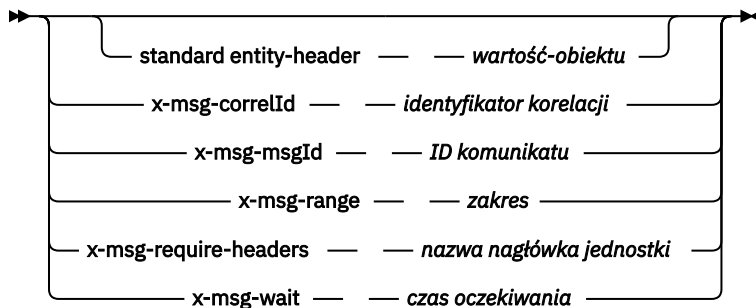 standard entity-header — wartość-obiektu
x-msg-correlId — identyfikator korelacji
x-msg-msgId — ID komunikatu
x-msg-range — zakres
x-msg-require-headers — nazwa nagłówka jednostki
x-msg-wait — czas oczekiwania